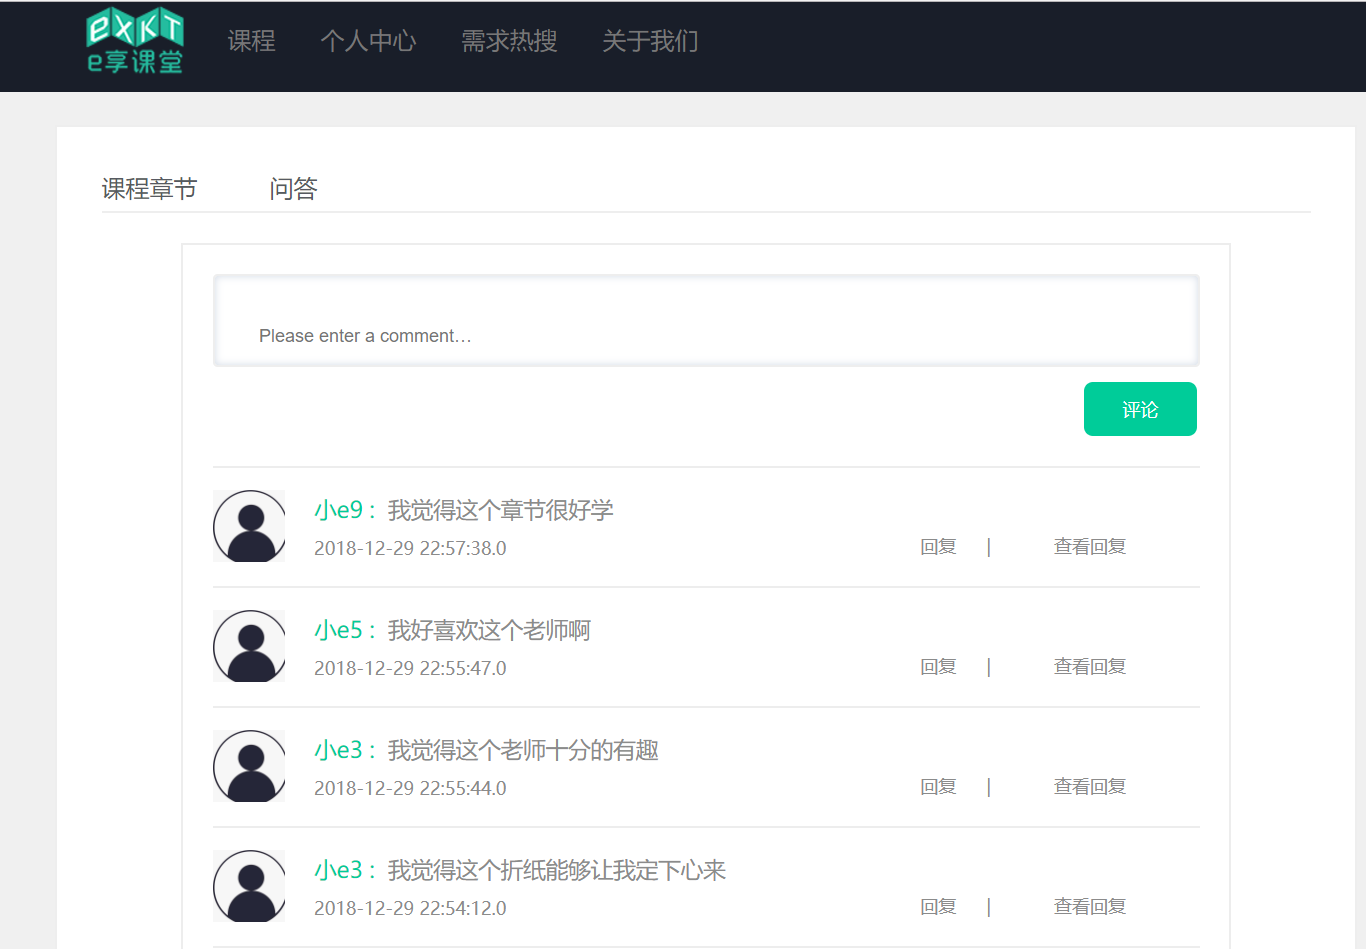 eXKT
e享课堂
课程 个人中心 需求热搜 关于我们
课程章节 问答
Please enter a comment…
评论
小e9： 我觉得这个章节很好学
2018-12-29 22:57:38.0 回复 | 查看回复
小e5： 我好喜欢这个老师啊
2018-12-29 22:55:47.0 回复 | 查看回复
小e3： 我觉得这个老师十分的有趣
2018-12-29 22:55:44.0 回复 | 查看回复
小e3： 我觉得这个折纸能够让我定下心来
2018-12-29 22:54:12.0 回复 | 查看回复